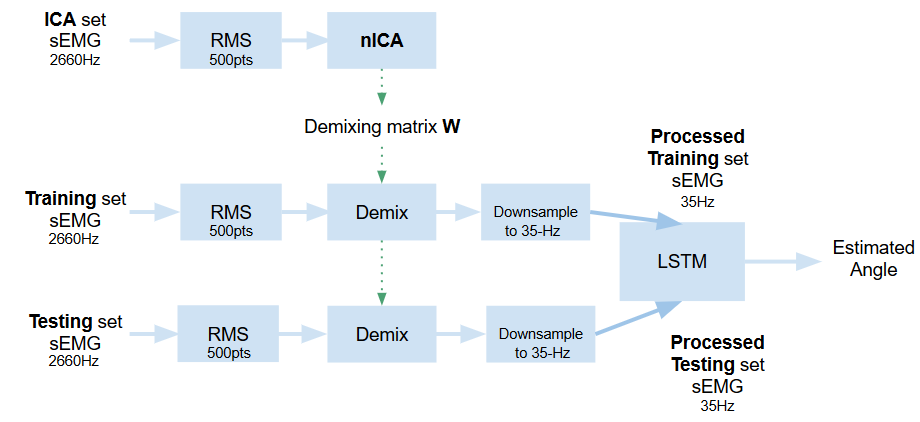 ICA set
sEMG
2660Hz
RMS
500pts
nICA
Demixing matrix W
Training set
sEMG
2660Hz
RMS
500pts
Demix
Downsample
to 35-Hz
Processed
Training set
sEMG
35Hz
LSTM
Estimated
Angle
Testing set
sEMG
2660Hz
RMS
500pts
Demix
Downsample
to 35-Hz
Processed
Testing set
sEMG
35Hz